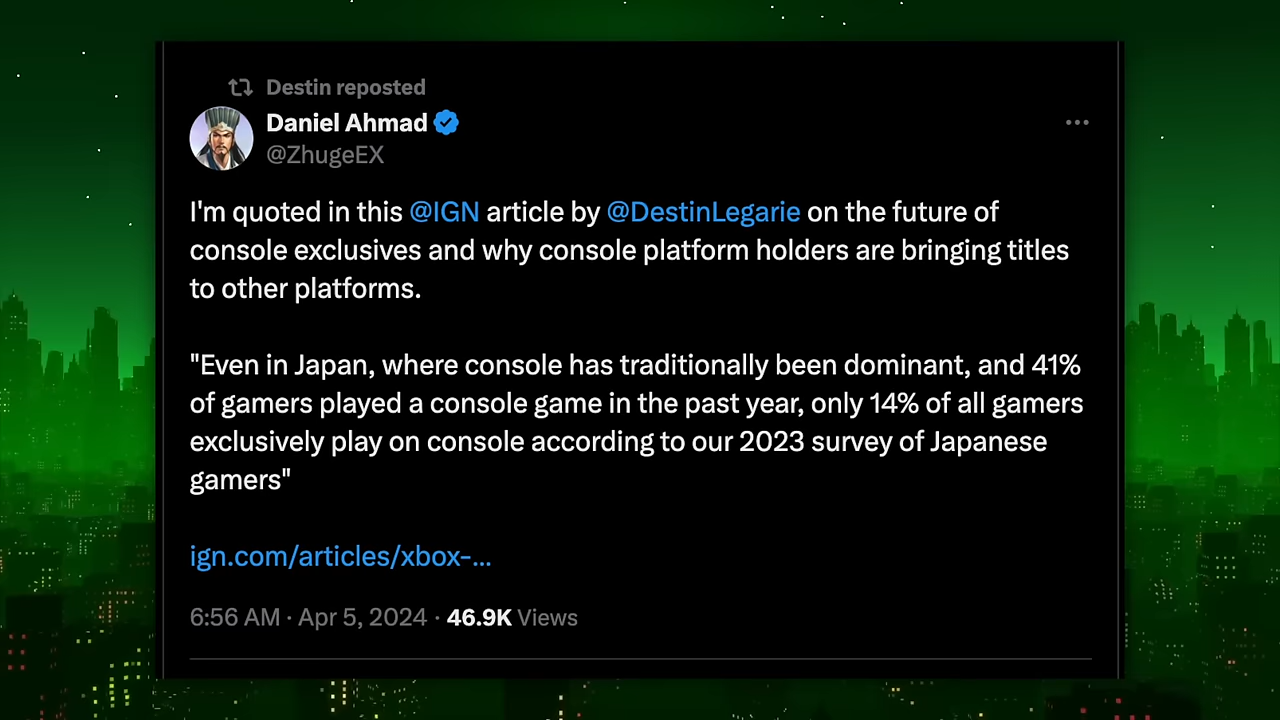 Destin reposted
Daniel Ahmad
@ZhugeEX
I'm quoted in this @IGN article by @DestinLegarie on the future of
console exclusives and why console platform holders are bringing titles
to other platforms.
"Even in Japan, where console has traditionally been dominant, and 41%
of gamers played a console game in the past year, only 14% of all gamers
exclusively play on console according to our 2023 survey of Japanese
gamers"
ign.com/articles/xbox-...
6:56 AM · Apr 5, 2024 · 46.9K Views